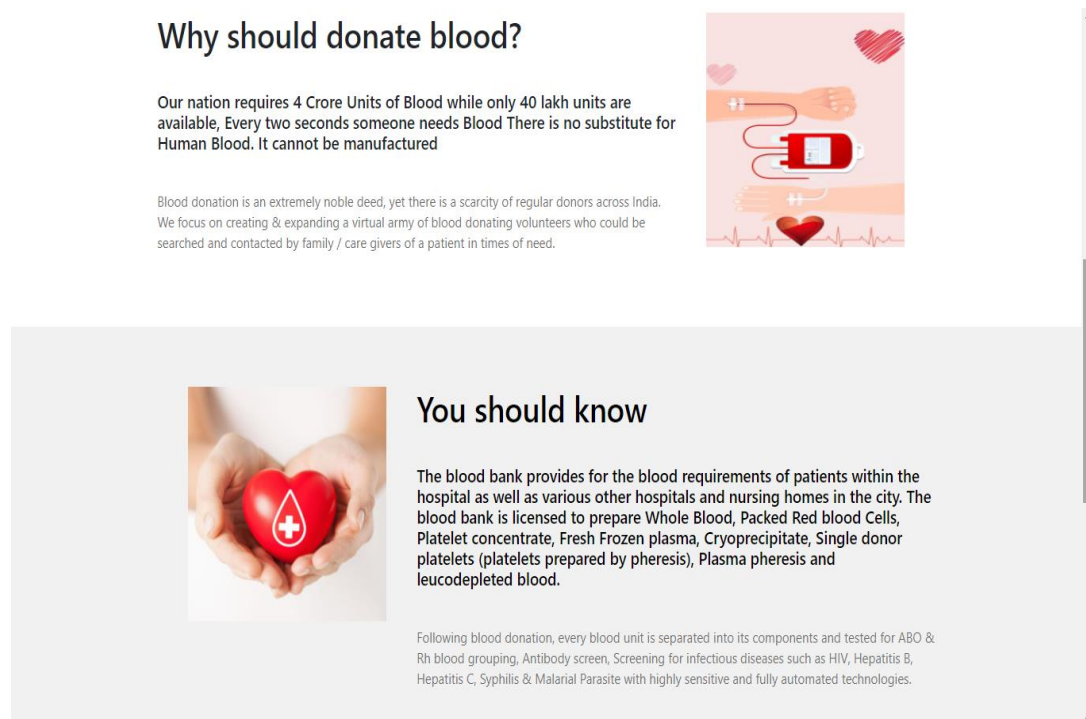 Why should donate blood?
Our nation requires 4 Crore Units of Blood while only 40 lakh units are
available, Every two seconds someone needs Blood There is no substitute for
Human Blood. It cannot be manufactured
Blood donation is an extremely noble deed, yet there is a scarcity of regular donors across India.
We focus on creating & expanding a virtual army of blood donating volunteers who could be
searched and contacted by family / care givers of a patient in times of need.
You should know
The blood bank provides for the blood requirements of patients within the
hospital as well as various other hospitals and nursing homes in the city. The
blood bank is licensed to prepare Whole Blood, Packed Red blood Cells,
Platelet concentrate, Fresh Frozen plasma, Cryoprecipitate, Single donor
platelets (platelets prepared by pheresis), Plasma pheresis and
leucodepleted blood.
Following blood donation, every blood unit is separated into its components and tested for ABO &
Rh blood grouping, Antibody screen, Screening for infectious diseases such as HIV, Hepatitis B,
Hepatitis C, Syphilis & Malarial Parasite with highly sensitive and fully automated technologies.